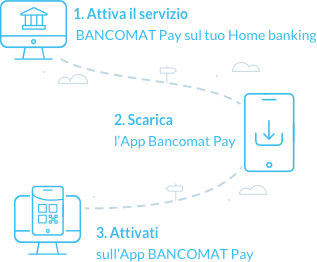 1. Attiva il servizio
BANCOMAT Pay sul tuo Home banking
2. Scarica
l'App Bancomat Pay
3. Attivati
sull'App BANCOMAT Pay